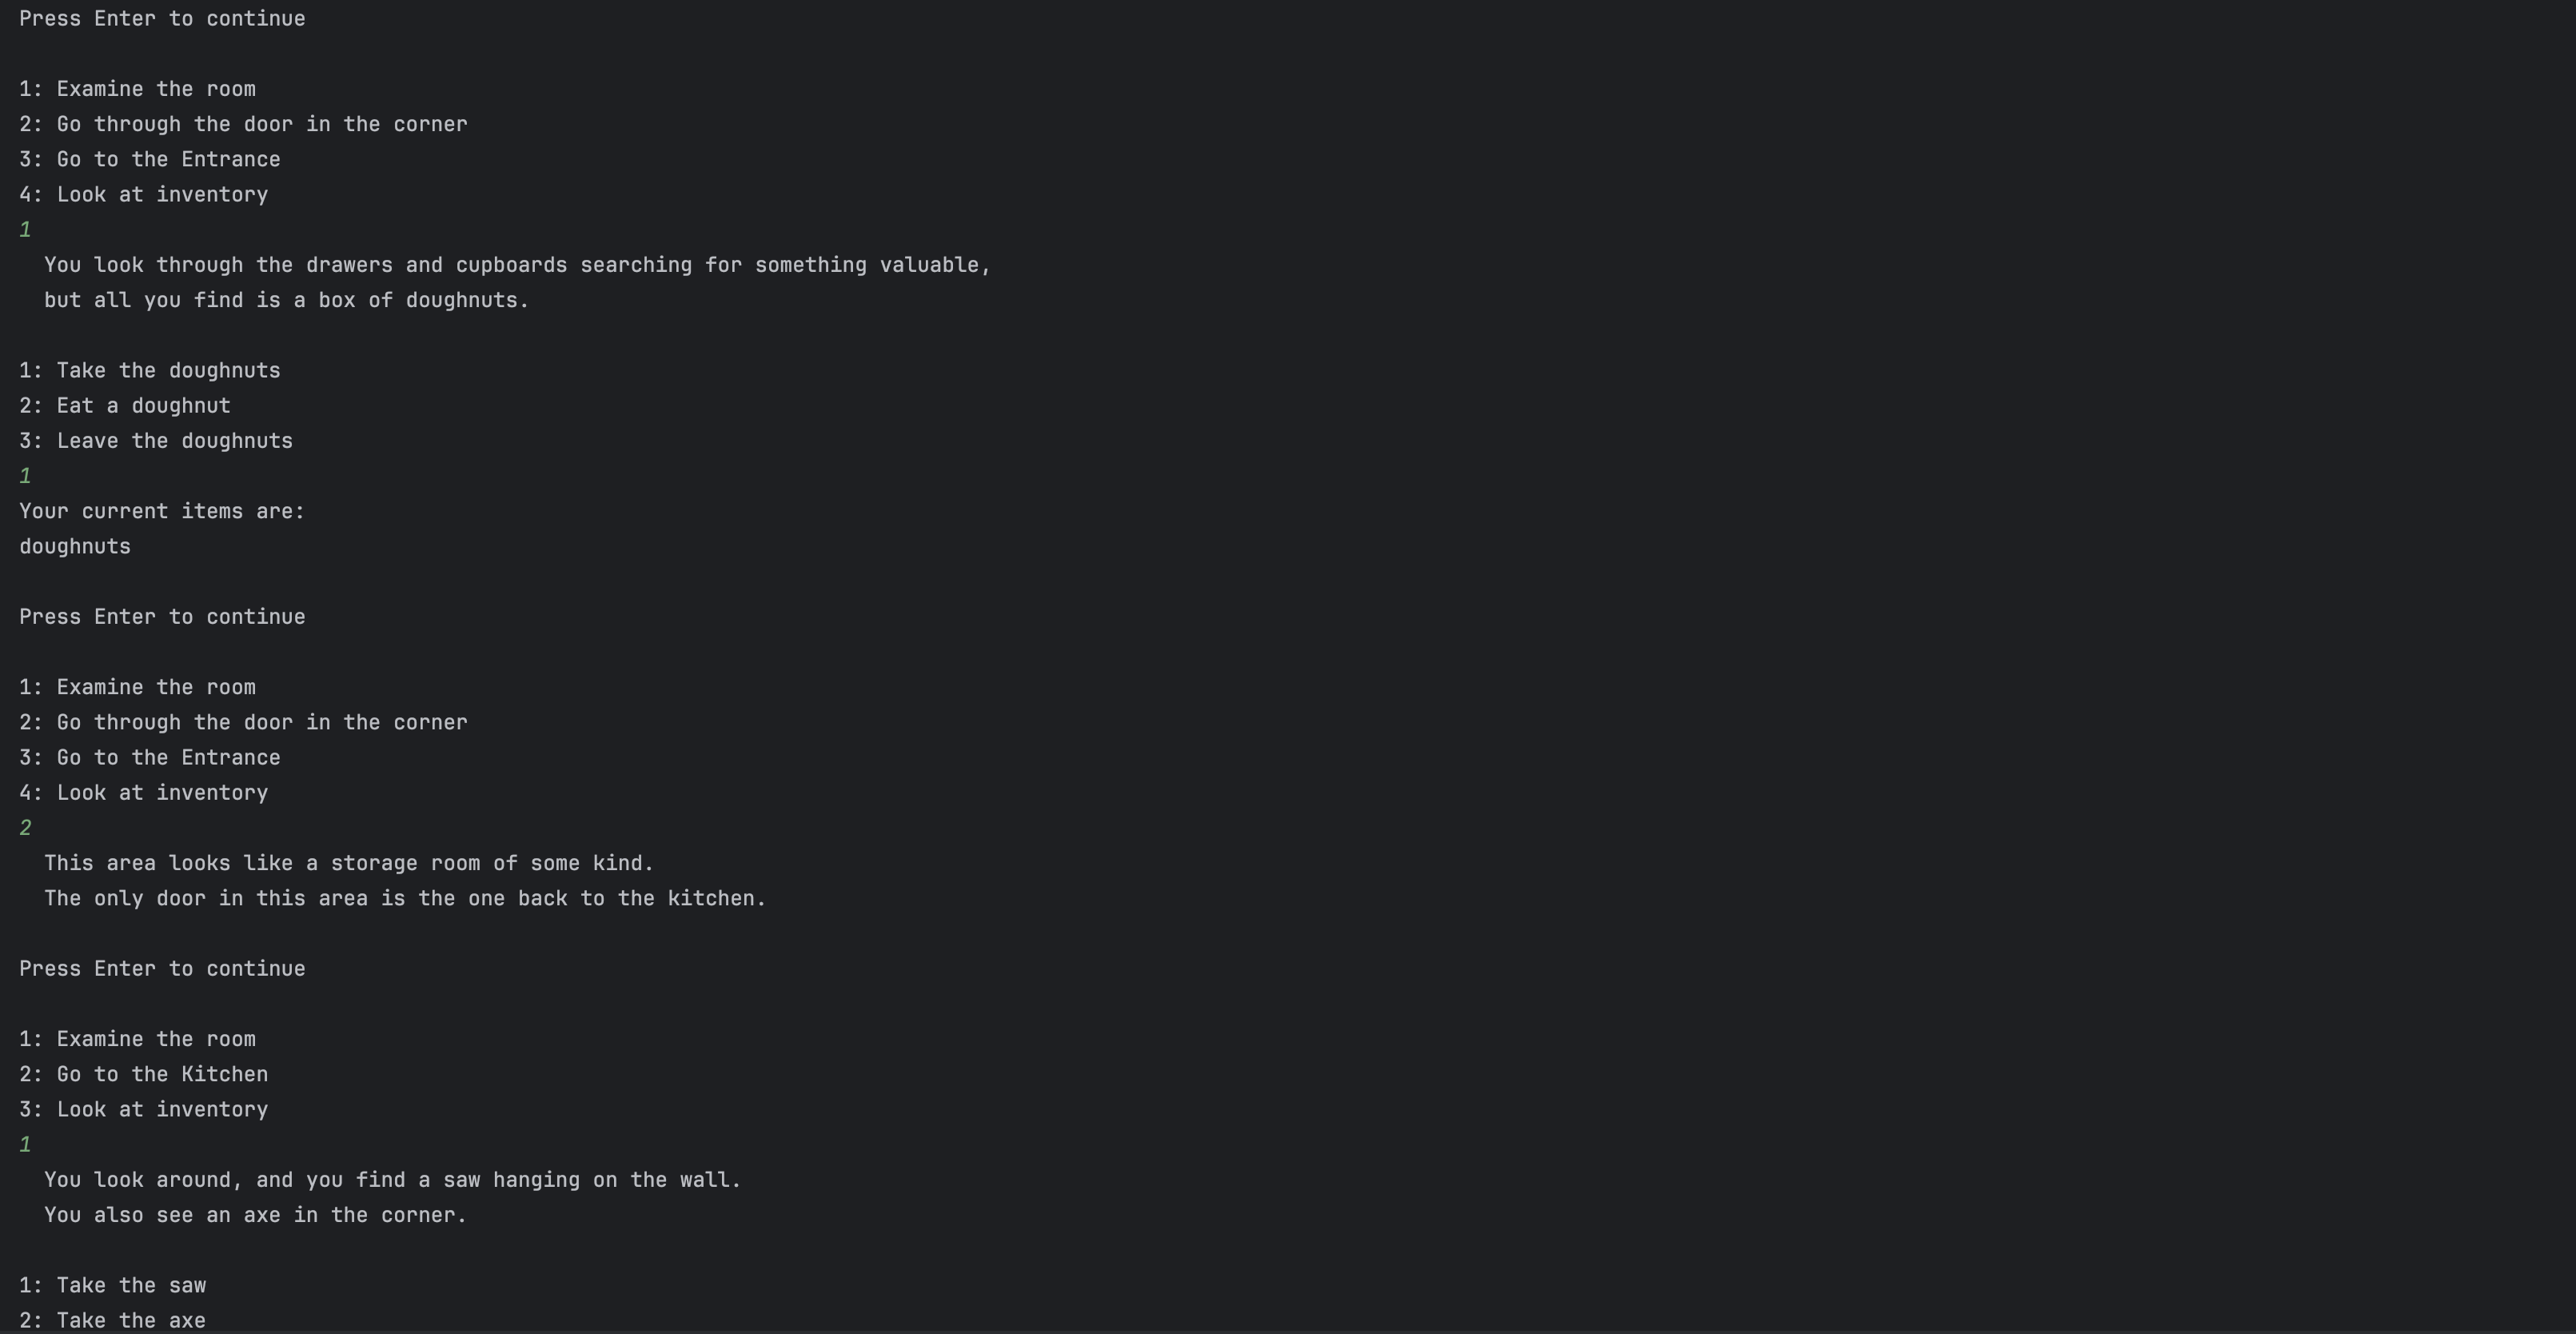 Press Enter to continue

1: Examine the room
2: Go through the door in the corner
3: Go to the Entrance
4: Look at inventory
1
  You look through the drawers and cupboards searching for something valuable,
  but all you find is a box of doughnuts.

1: Take the doughnuts
2: Eat a doughnut
3: Leave the doughnuts
1
Your current items are:
doughnuts

Press Enter to continue

1: Examine the room
2: Go through the door in the corner
3: Go to the Entrance
4: Look at inventory
2
  This area looks like a storage room of some kind.
  The only door in this area is the one back to the kitchen.

Press Enter to continue

1: Examine the room
2: Go to the Kitchen
3: Look at inventory
1
  You look around, and you find a saw hanging on the wall.
  You also see an axe in the corner.

1: Take the saw
2: Take the axe